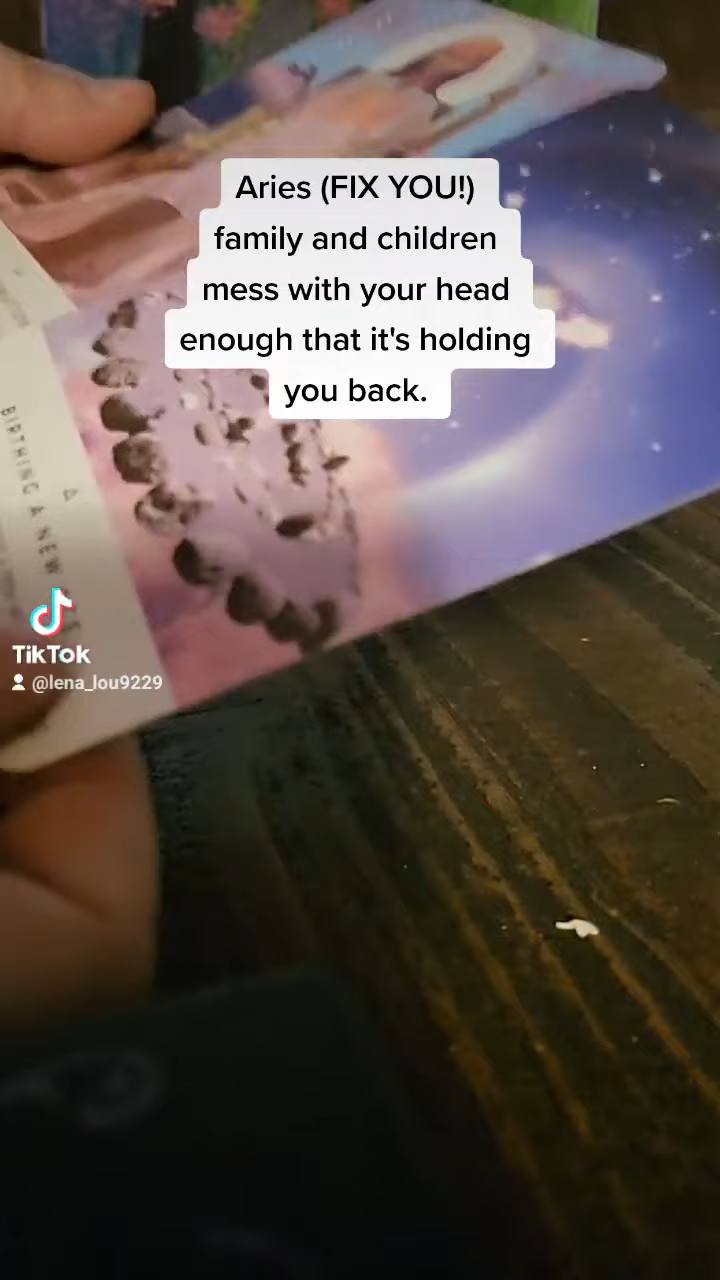 Aries (FIX YOU!)
family and children
mess with your head
enough that it's holding
you back.
BIRTHING A NEW
TikTok
@lena_lou9229